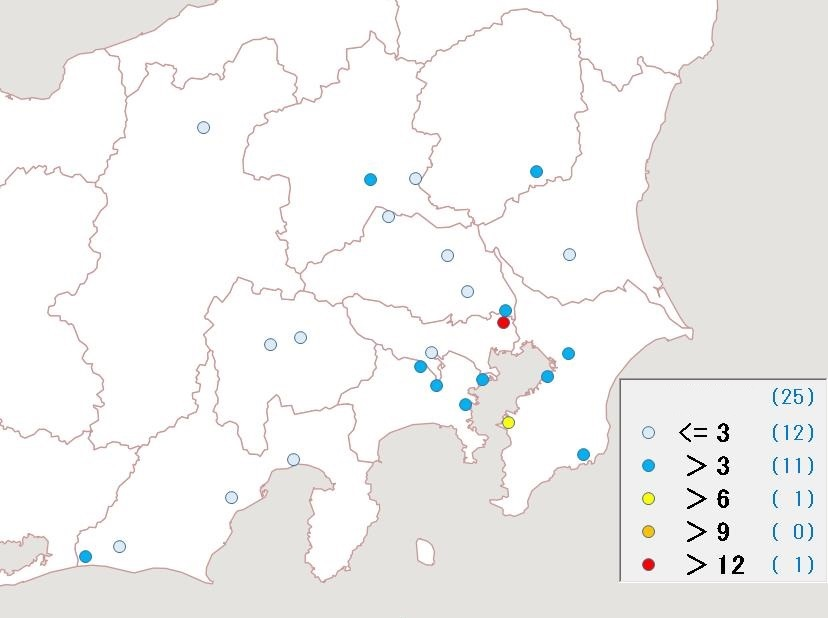 (25)
<= 3 (12)
> 3 (11)
> 6 ( 1)
> 9 ( 0)
> 12 ( 1)